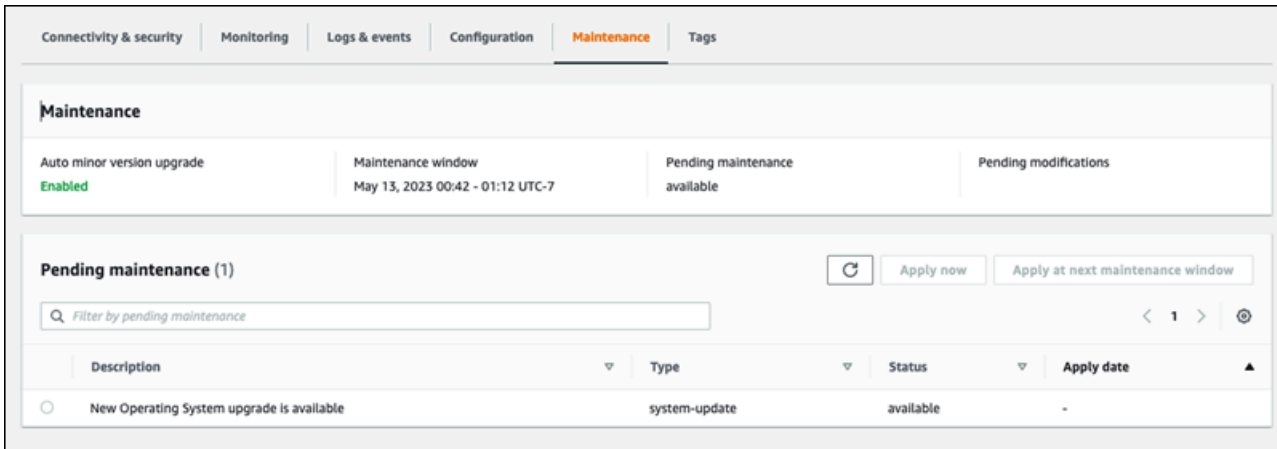 Connectivity & security Monitoring Logs & events Configuration Maintenance Tags
Maintenance
Auto minor version upgrade Maintenance window Pending maintenance Pending modifications
Enabled May 13, 2023 00:42 - 01:12 UTC-7 available
Pending maintenance (1) Apply now Apply at next maintenance window
Filter by pending maintenance 1
Description Type Status Apply date
New Operating System upgrade is available system-update available -